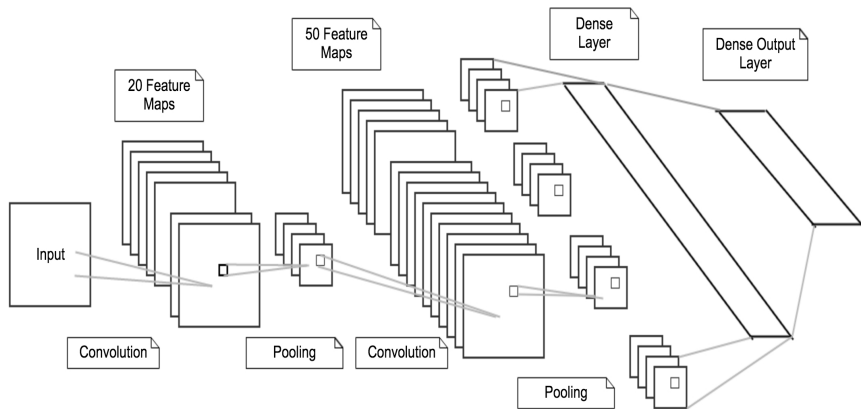 50 Feature
Maps
Dense
Layer
Dense Output
Layer
20 Feature
Maps
Input
Convolution
Pooling
Convolution
Pooling